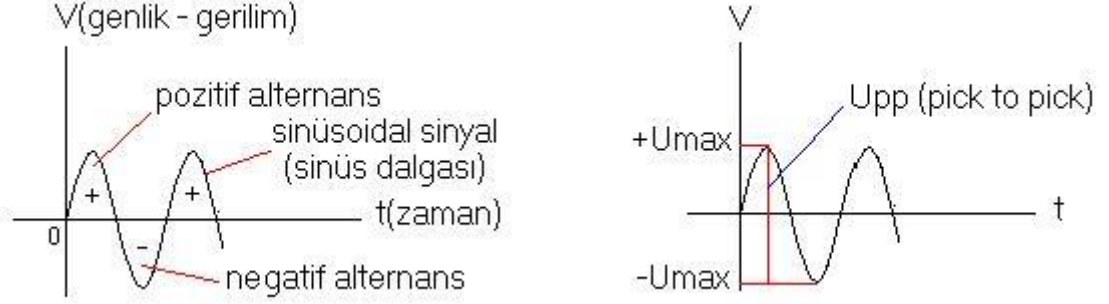 V(genlik - gerilim)
pozitif alternans
sinüsoidal sinyal
(sinüs dalgası)
+
+
t(zaman)
0
-
negatif alternans
V
Upp (pick to pick)
+Umax
t
-Umax